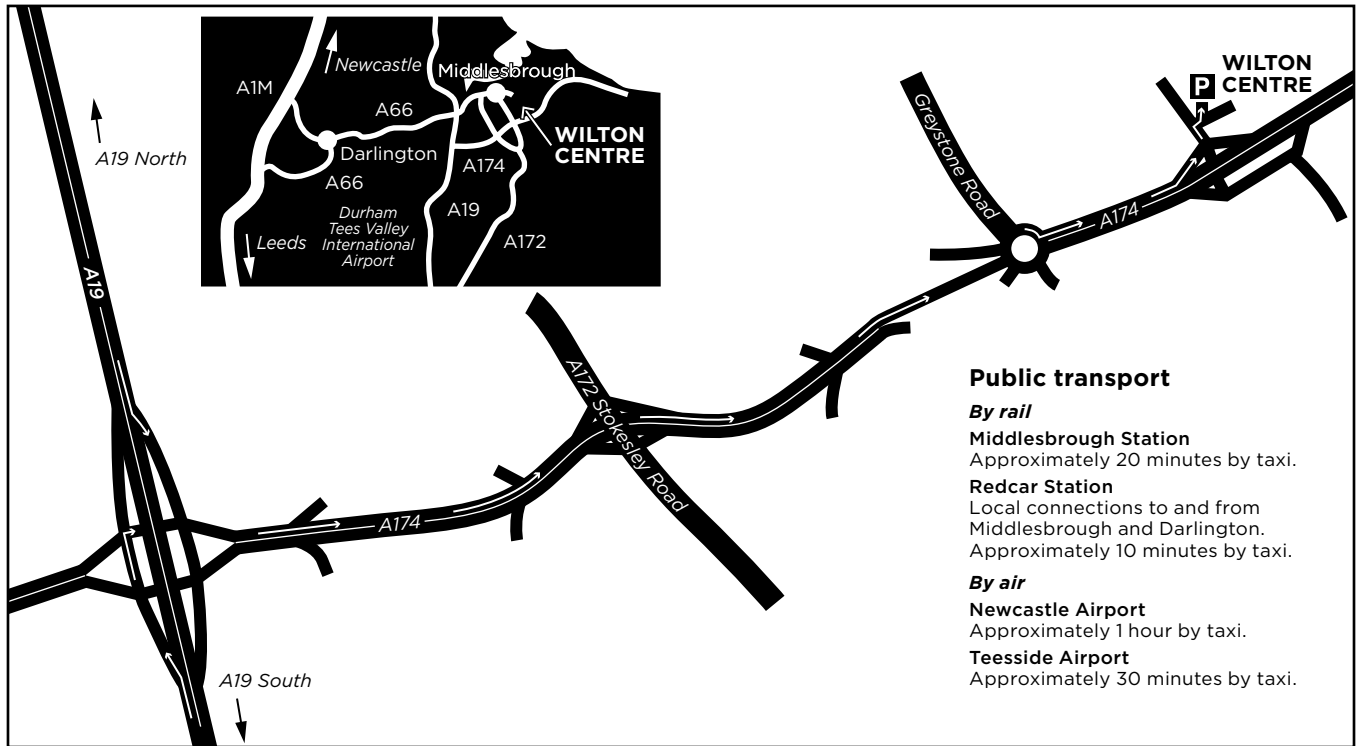 Newcastle
Middlesbrough
A1M
A66
Darlington
A66
A174
WILTON
CENTRE
Durham
Tees Valley
International
Airport
A19
Leeds
A172
A19 North
A19
A19 South
A174
A172 Stokesley Road
Greystone Road
A174
P
WILTON
CENTRE
Public transport
By rail
Middlesbrough Station
Approximately 20 minutes by taxi.
Redcar Station
Local connections to and from
Middlesbrough and Darlington.
Approximately 10 minutes by taxi.
By air
Newcastle Airport
Approximately 1 hour by taxi.
Teesside Airport
Approximately 30 minutes by taxi.